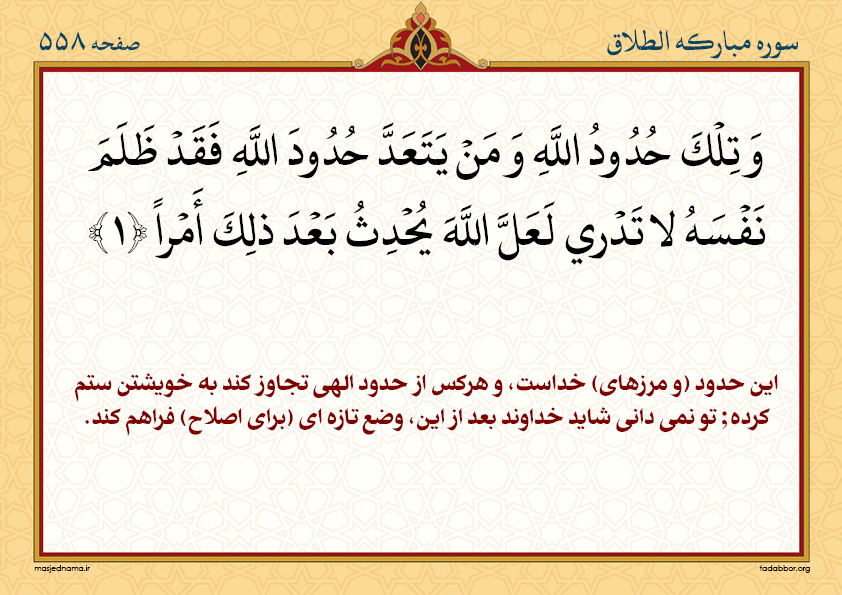 سوره مبارکه الطلاق
صفحه ۵۵۸
وَ تِلْكَ حُدُودُ اللَّهِ وَ مَنْ يَتَعَدَّ حُدُودَ اللَّهِ فَقَدْ ظَلَمَ
نَفْسَهُ لا تَدْري لَعَلَّ اللَّهَ يُحْدِثُ بَعْدَ ذلِكَ أَمْراً ﴿۱﴾
این حدود (و مرزهای) خداست، و هرکس از حدود الهی تجاوز کند به خویشتن ستم
کرده; تو نمی دانی شاید خداوند بعد از این، وضع تازه ای (برای اصلاح) فراهم کند.
masjednama.ir
tadabbor.org